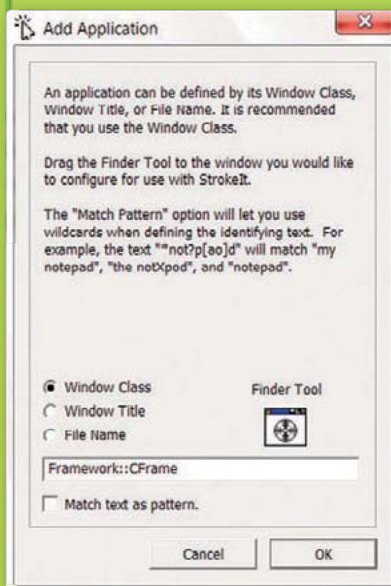 Add Application
An application can be defined by its Window Class,
Window Title, or File Name. It is recommended
that you use the Window Class.
Drag the Finder Tool to the window you would like
to configure for use with StrokeIt.
The "Match Pattern" option will let you use
wildcards when defining the identifying text. For
example, the text "*not?p[ao]d" will match "my
notepad", "the notXpod", and "notepad".
Window Class
Finder Tool
Window Title
File Name
Framework::CFrame
Match text as pattern.
Cancel
OK